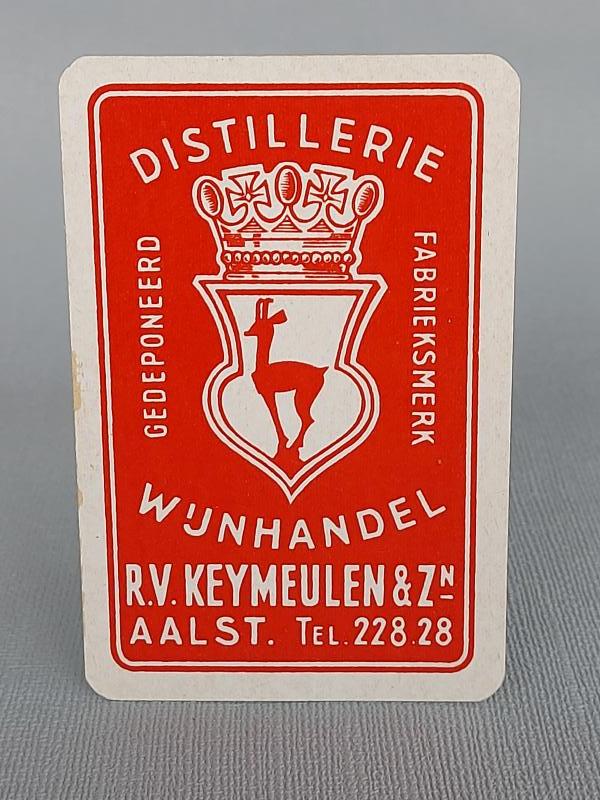 DISTILLERIE
GEDEPONEERD
FABRIEKSMERK
WIJNHANDEL
R.V. KEYMEULEN & ZN
AALST. TEL. 228.28